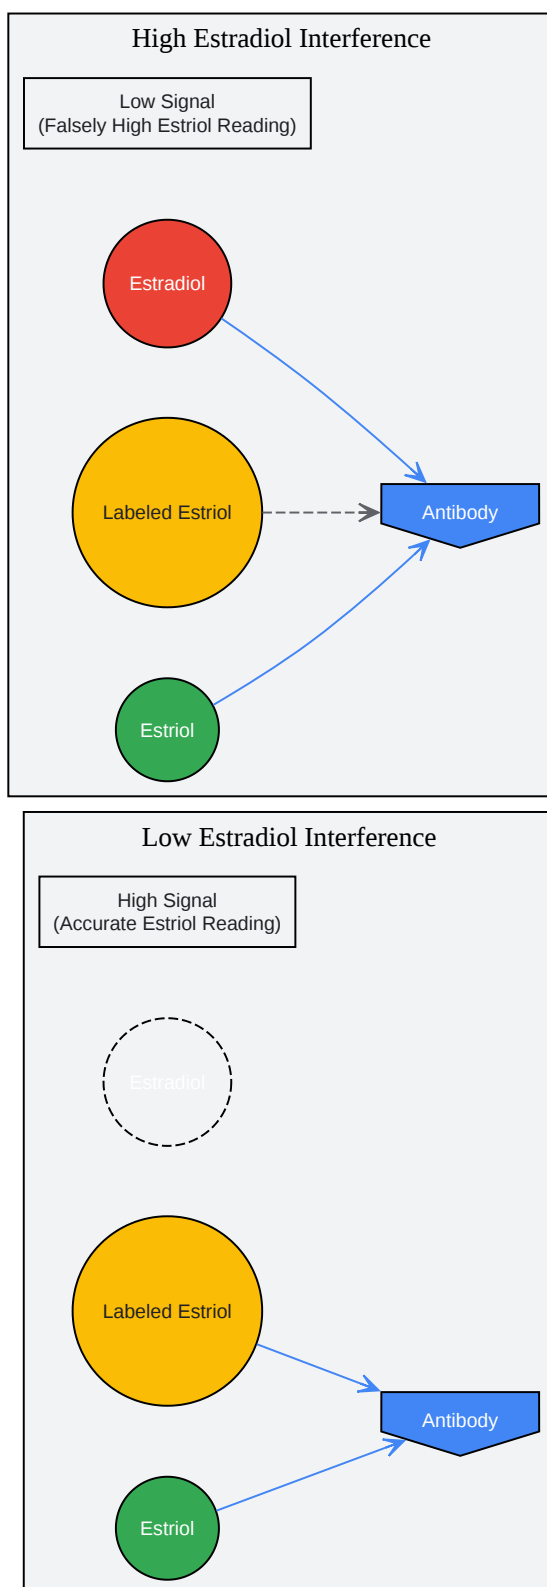 High Estradiol Interference
Low Signal
(Falsely High Estriol Reading)
Estradiol
Labeled Estriol
Antibody
Estriol
Low Estradiol Interference
High Signal
(Accurate Estriol Reading)
Estradiol
Labeled Estriol
Antibody
Estriol